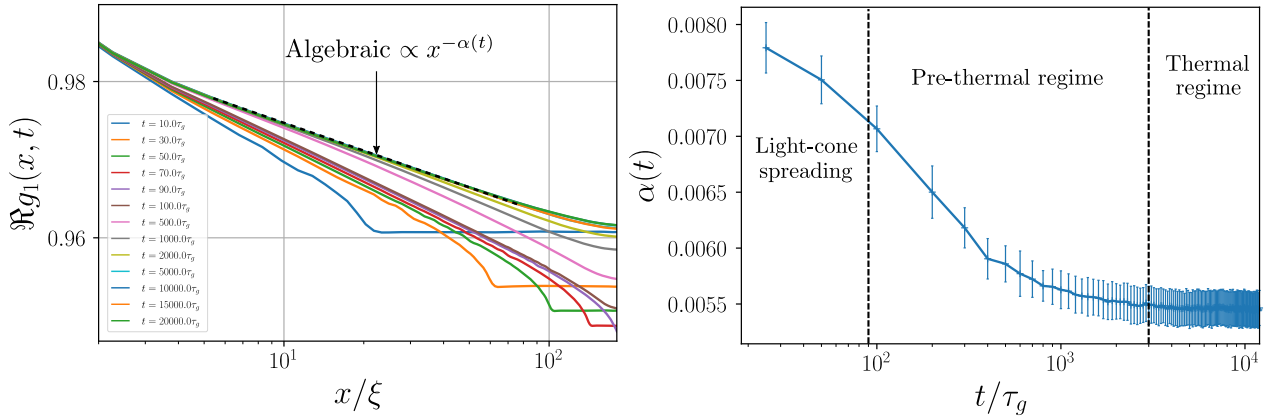 Algebraic ∝ x^{-α(t)}
0.98
0.96
ℜg₁(x, t)
t = 10.0τ_g
t = 30.0τ_g
t = 50.0τ_g
t = 70.0τ_g
t = 90.0τ_g
t = 100.0τ_g
t = 500.0τ_g
t = 1000.0τ_g
t = 2000.0τ_g
t = 5000.0τ_g
t = 10000.0τ_g
t = 15000.0τ_g
t = 20000.0τ_g
10¹
10²
x/ξ
0.0080
0.0075
0.0070
0.0065
0.0060
0.0055
α(t)
Light-cone
spreading
Pre-thermal regime
Thermal
regime
10²
10³
10⁴
t/τ_g